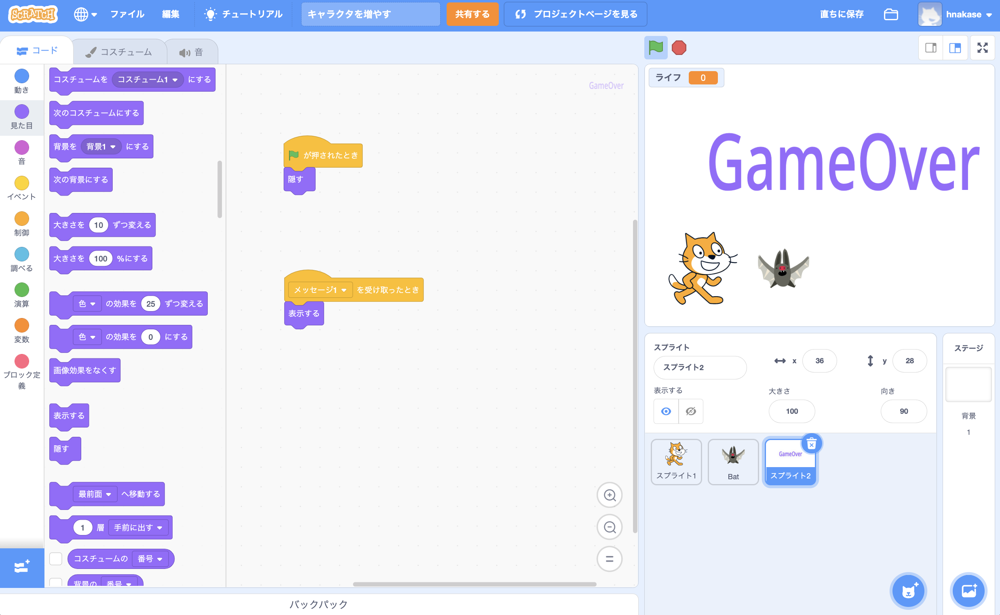 SCRATCH
ファイル
編集
チュートリアル
キャラクタを増やす
共有する
プロジェクトページを見る
直ちに保存
hnakase
コード
コスチューム
音
動き
見た目
音
イベント
制御
調べる
演算
変数
ブロック定
義
コスチュームを コスチューム1 にする
次のコスチュームにする
背景を 背景1 にする
次の背景にする
大きさを 10 ずつ変える
大きさを 100 %にする
色 の効果を 25 ずつ変える
色 の効果を 0 にする
画像効果をなくす
表示する
隠す
最前面 へ移動する
1 層 手前に出す
コスチュームの 番号
背景の 番号
GameOver
が押されたとき
隠す
メッセージ1 を受け取ったとき
表示する
バックパック
ライフ 0
GameOver
スプライト
スプライト2
x 36
y 28
表示する
大きさ
100
向き
90
スプライト1
Bat
GameOver
スプライト2
ステージ
背景
1